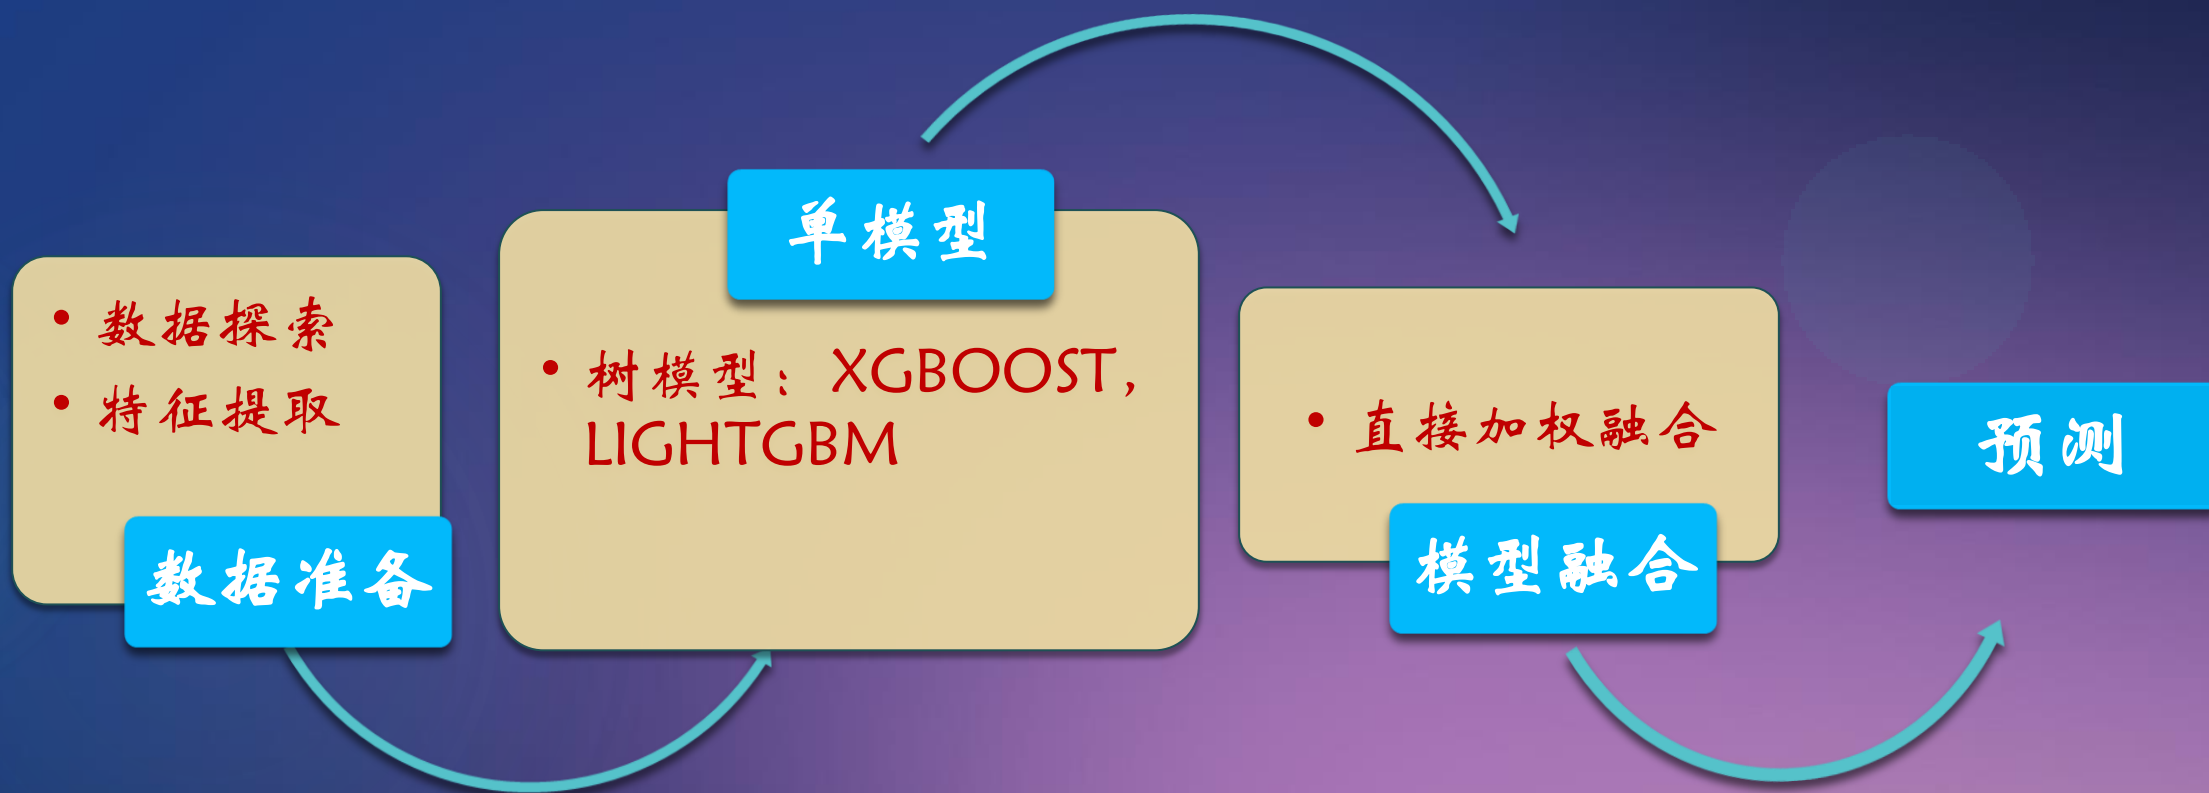 • 数据探索
• 特征提取
数据准备
单模型
• 树模型：XGBOOST，
LIGHTGBM
• 直接加权融合
模型融合
预测